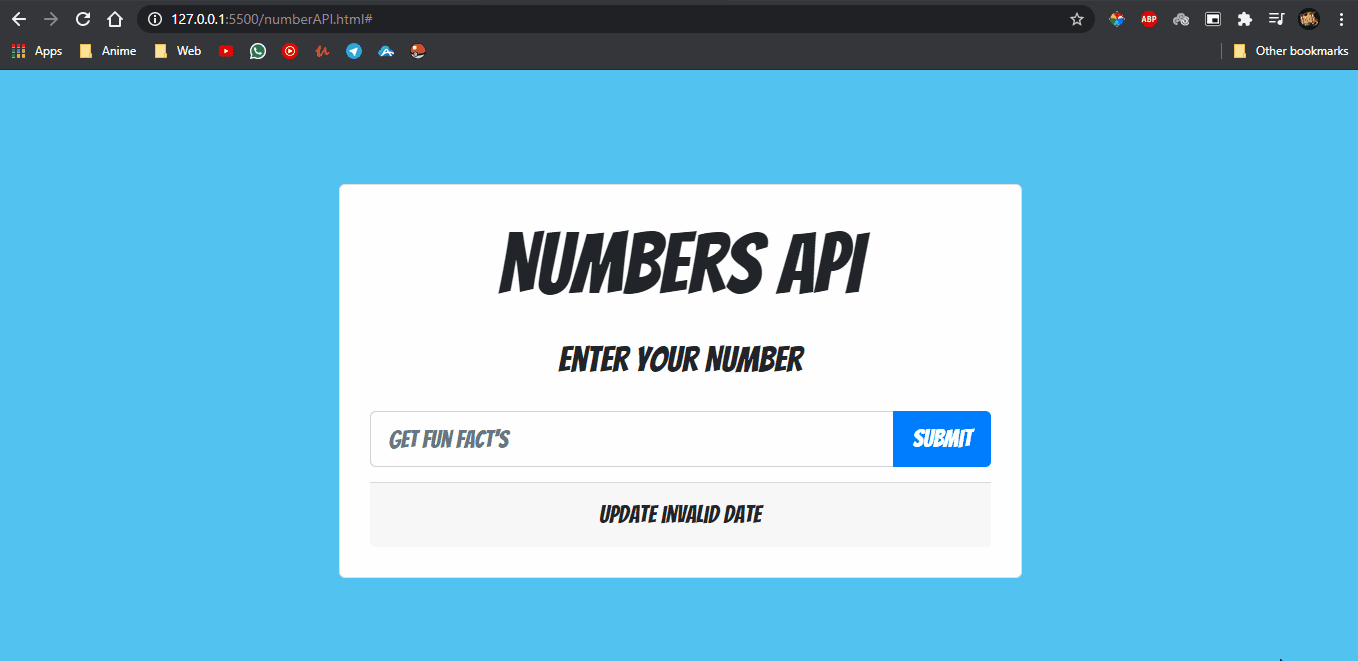 127.0.0.1:5500/numberAPI.html#
ABP
Apps Anime Web Other bookmarks
NUMBERS API
ENTER YOUR NUMBER
GET FUN FACT'S SUBMIT
UPDATE INVALID DATE